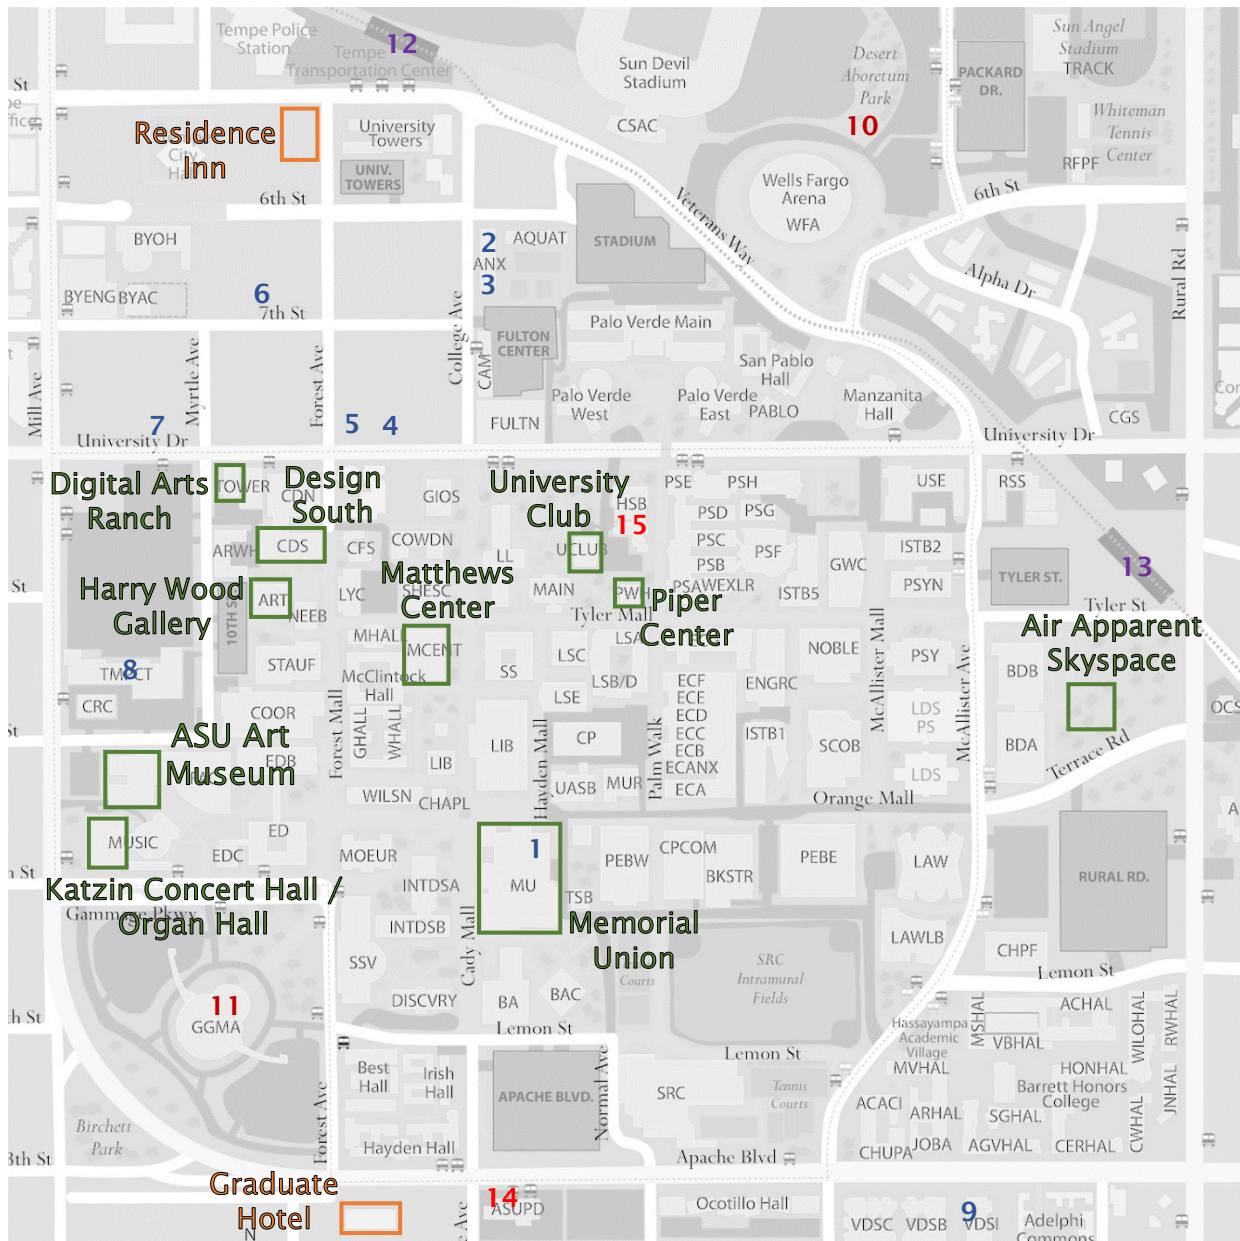 Tempe Police
Station
12
Tempe
Transportation Center
Sun Devil
Stadium
Desert
Aboretum
Park
10
PACKARD
DR.
Sun Angel
Stadium
TRACK
Whiteman
Tennis
Center
RFPF
St
Residence
Inn
City
University
Towers
UNIV.
TOWERS
CSAC
6th St
Wells Fargo
Arena
WFA
Veterans Way
6th St
BYOH
2
AQUAT
ANX
3
STADIUM
Alpha Dr
Rural Rd
BYENG
BYAC
6
7th St
College Ave
FULTON
CENTER
CAM
Palo Verde Main
San Pablo
Hall
Mill Ave
Myrtle Ave
Forest Ave
Palo Verde
West
Palo Verde
East
PABLO
Manzanita
Hall
CGS
7
5
4
FULTN
University Dr
University Dr
Digital Arts
Ranch
TOWER
CDN
Design
South
GIOS
University
Club
HSB
15
PSE
PSH
USE
RSS
PSD
PSG
ARWH
CDS
CFS
COWDN
LL
UCLUB
PSC
PSB
PSF
GWC
ISTB2
TYLER ST.
13
Harry Wood
Gallery
ART
NEEB
LYC
SHESC
Matthews
Center
MAIN
PWH
Piper
Center
PSA
WEXLR
ISTB5
PSYN
Tyler Mall
Tyler St
Air Apparent
Skyspace
St
10TH S
STAUF
MHALL
MCENT
McClintock
Hall
SS
LSC
LSA
LSB/D
LSE
NOBLE
McAllister Mall
PSY
McAllister Ave
BDB
8
CRC
COOR
Forest Mall
GHALL
WHALL
LIB
LIB
Hayden Mall
CP
Palm Walk
ECF
ECE
ECD
ECC
ECB
ECANX
ECA
ENGRC
ISTB1
SCOB
LDS
PS
LDS
BDA
OCS
Terrace Rd
St
ASU Art
Museum
EDB
WILSN
CHAPL
UASB
MUR
Orange Mall
MUSIC
ED
EDC
MOEUR
1
MU
PEBW
CPCOM
BKSTR
PEBE
LAW
RURAL RD.
n St
Katzin Concert Hall /
Organ Hall
Gammage Pkwy
INTDSA
INTDSB
TSB
Memorial
Union
Cady Mall
LAWLB
CHPF
Lemon St
SSV
SRC
Intramural
Fields
Courts
11
GGMA
DISCVRY
BA
BAC
Lemon St
th St
Hassayampa
Academic
Village
MSHAL
VBHAL
ACHAL
WILOHAL
RWHAL
Lemon St
MVHAL
HONHAL
Barrett Honors
College
JNHAL
Best
Hall
Irish
Hall
APACHE BLVD.
Normal Ave
SRC
Tennis
Courts
ACACI
ARHAL
SGHAL
CWHAL
Birchett
Park
Forest Ave
Hayden Hall
CHUPA
JOBA
AGVHAL
CERHAL
3th St
Apache Blvd
Graduate
Hotel
N
e Ave
14
ASUPD
Ocotillo Hall
VDSC
VDSB
9
VDSI
Adelphi
Commons